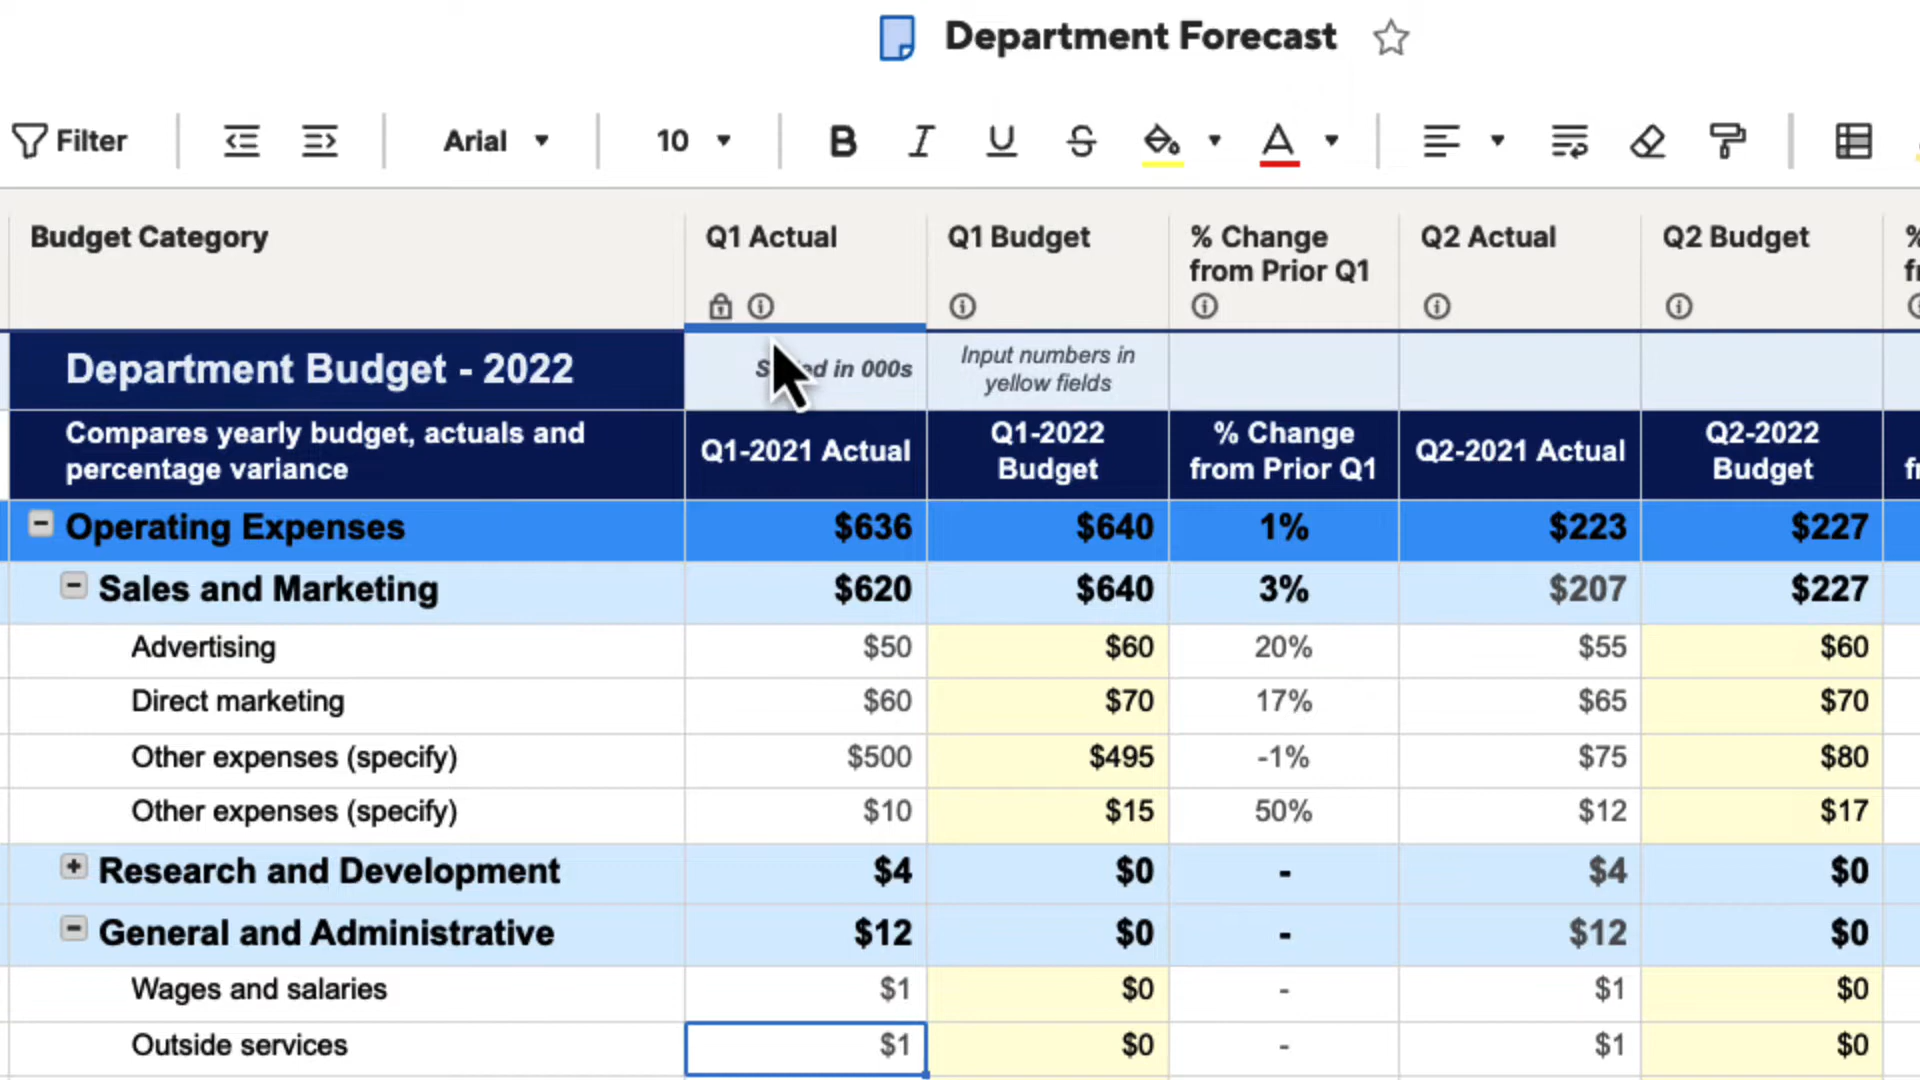 Department Forecast
Filter Arial 10 B I U S A
Budget Category Q1 Actual Q1 Budget % Change from Prior Q1 Q2 Actual Q2 Budget
Department Budget - 2022 in 000s Input numbers in yellow fields
Compares yearly budget, actuals and percentage variance Q1-2021 Actual Q1-2022 Budget % Change from Prior Q1 Q2-2021 Actual Q2-2022 Budget
Operating Expenses $636 $640 1% $223 $227
Sales and Marketing $620 $640 3% $207 $227
Advertising $50 $60 20% $55 $60
Direct marketing $60 $70 17% $65 $70
Other expenses (specify) $500 $495 -1% $75 $80
Other expenses (specify) $10 $15 50% $12 $17
Research and Development $4 $0 - $4 $0
General and Administrative $12 $0 - $12 $0
Wages and salaries $1 $0 - $1 $0
Outside services $1 $0 - $1 $0